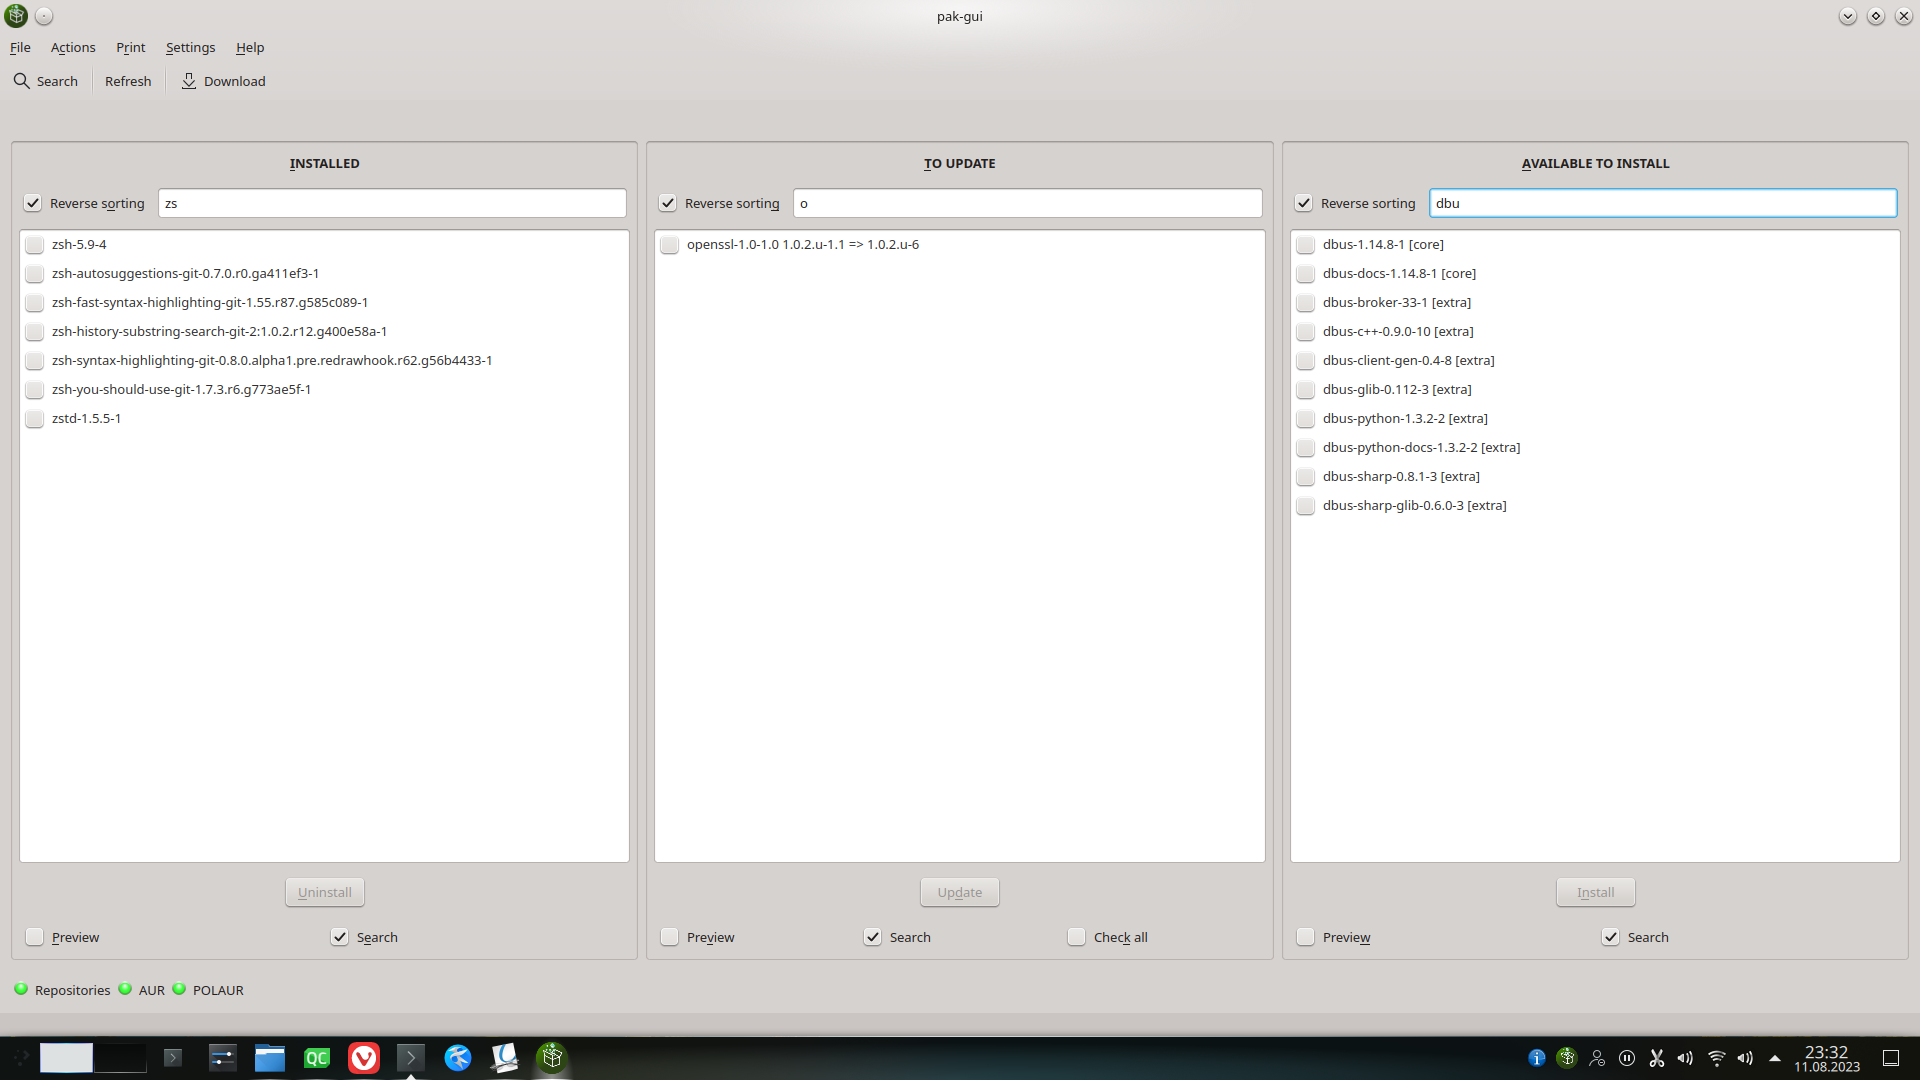 pak-gui
File Actions Print Settings Help
Search Refresh Download
INSTALLED
Reverse sorting zs
zsh-5.9-4
zsh-autosuggestions-git-0.7.0.r0.ga411ef3-1
zsh-fast-syntax-highlighting-git-1.55.r87.g585c089-1
zsh-history-substring-search-git-2:1.0.2.r12.g400e58a-1
zsh-syntax-highlighting-git-0.8.0.alpha1.pre.redrawhook.r62.g56b4433-1
zsh-you-should-use-git-1.7.3.r6.g773ae5f-1
zstd-1.5.5-1
Uninstall
Preview Search
TO UPDATE
Reverse sorting o
openssl-1.0-1.0 1.0.2.u-1.1 => 1.0.2.u-6
Update
Preview Search Check all
AVAILABLE TO INSTALL
Reverse sorting dbu
dbus-1.14.8-1 [core]
dbus-docs-1.14.8-1 [core]
dbus-broker-33-1 [extra]
dbus-c++-0.9.0-10 [extra]
dbus-client-gen-0.4-8 [extra]
dbus-glib-0.112-3 [extra]
dbus-python-1.3.2-2 [extra]
dbus-python-docs-1.3.2-2 [extra]
dbus-sharp-0.8.1-3 [extra]
dbus-sharp-glib-0.6.0-3 [extra]
Install
Preview Search
Repositories AUR POLAUR
QC
23:32
11.08.2023